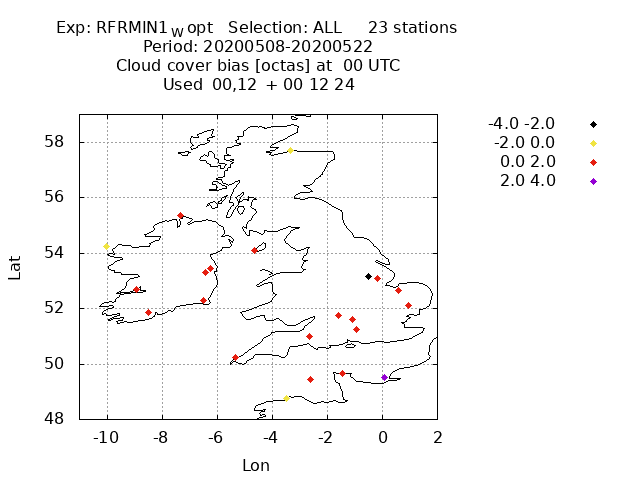 Exp: RFRMIN1_W opt Selection: ALL 23 stations
Period: 20200508-20200522
Cloud cover bias [octas] at 00 UTC
Used 00,12 + 00 12 24
-4.0 -2.0
-2.0 0.0
0.0 2.0
2.0 4.0
58
56
54
52
50
48
Lat
-10 -8 -6 -4 -2 0 2
Lon